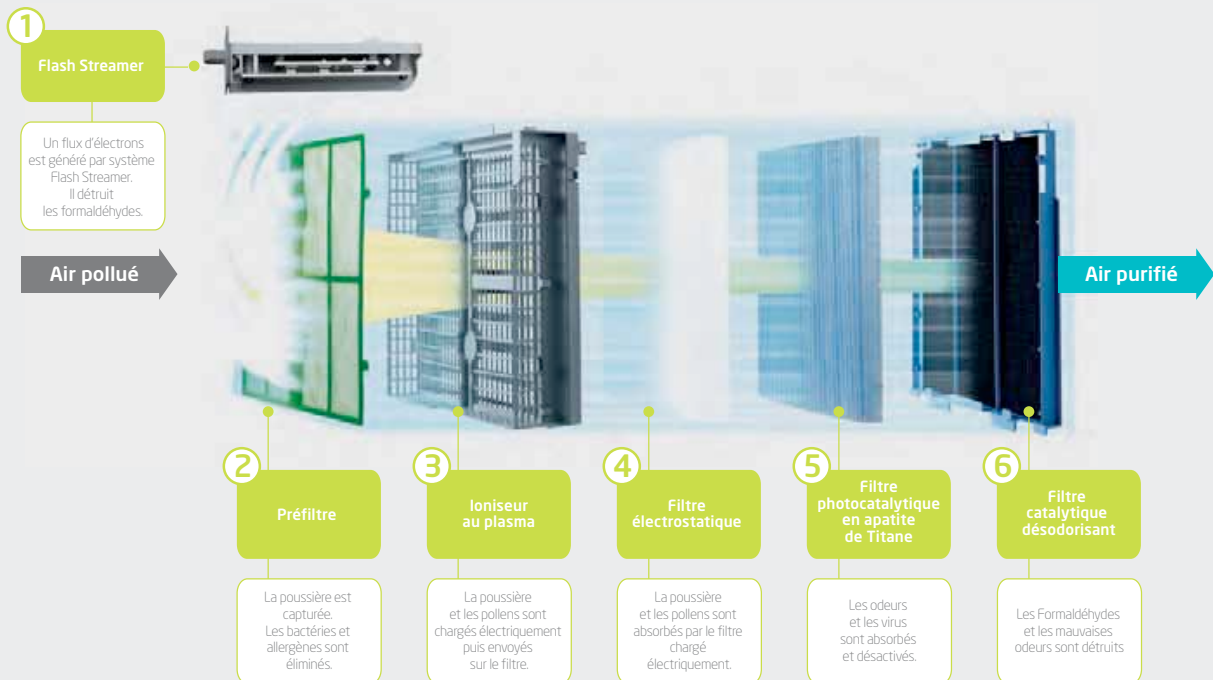 1
Flash Streamer
Un flux d'électrons
est généré par système
Flash Streamer.
Il détruit
les formaldéhydes.
Air pollué
Air purifié
2
Préfiltre
La poussière est
capturée.
Les bactéries et
allergènes sont
éliminés.
3
Ioniseur
au plasma
La poussière
et les pollens sont
chargés électriquement
puis envoyés
sur le filtre.
4
Filtre
électrostatique
La poussière
et les pollens sont
absorbés par le filtre
chargé
électriquement.
5
Filtre
photocatalytique
en apatite
de Titane
Les odeurs
et les virus
sont absorbés
et désactivés.
6
Filtre
catalytique
désodorisant
Les Formaldéhydes
et les mauvaises
odeurs sont détruits